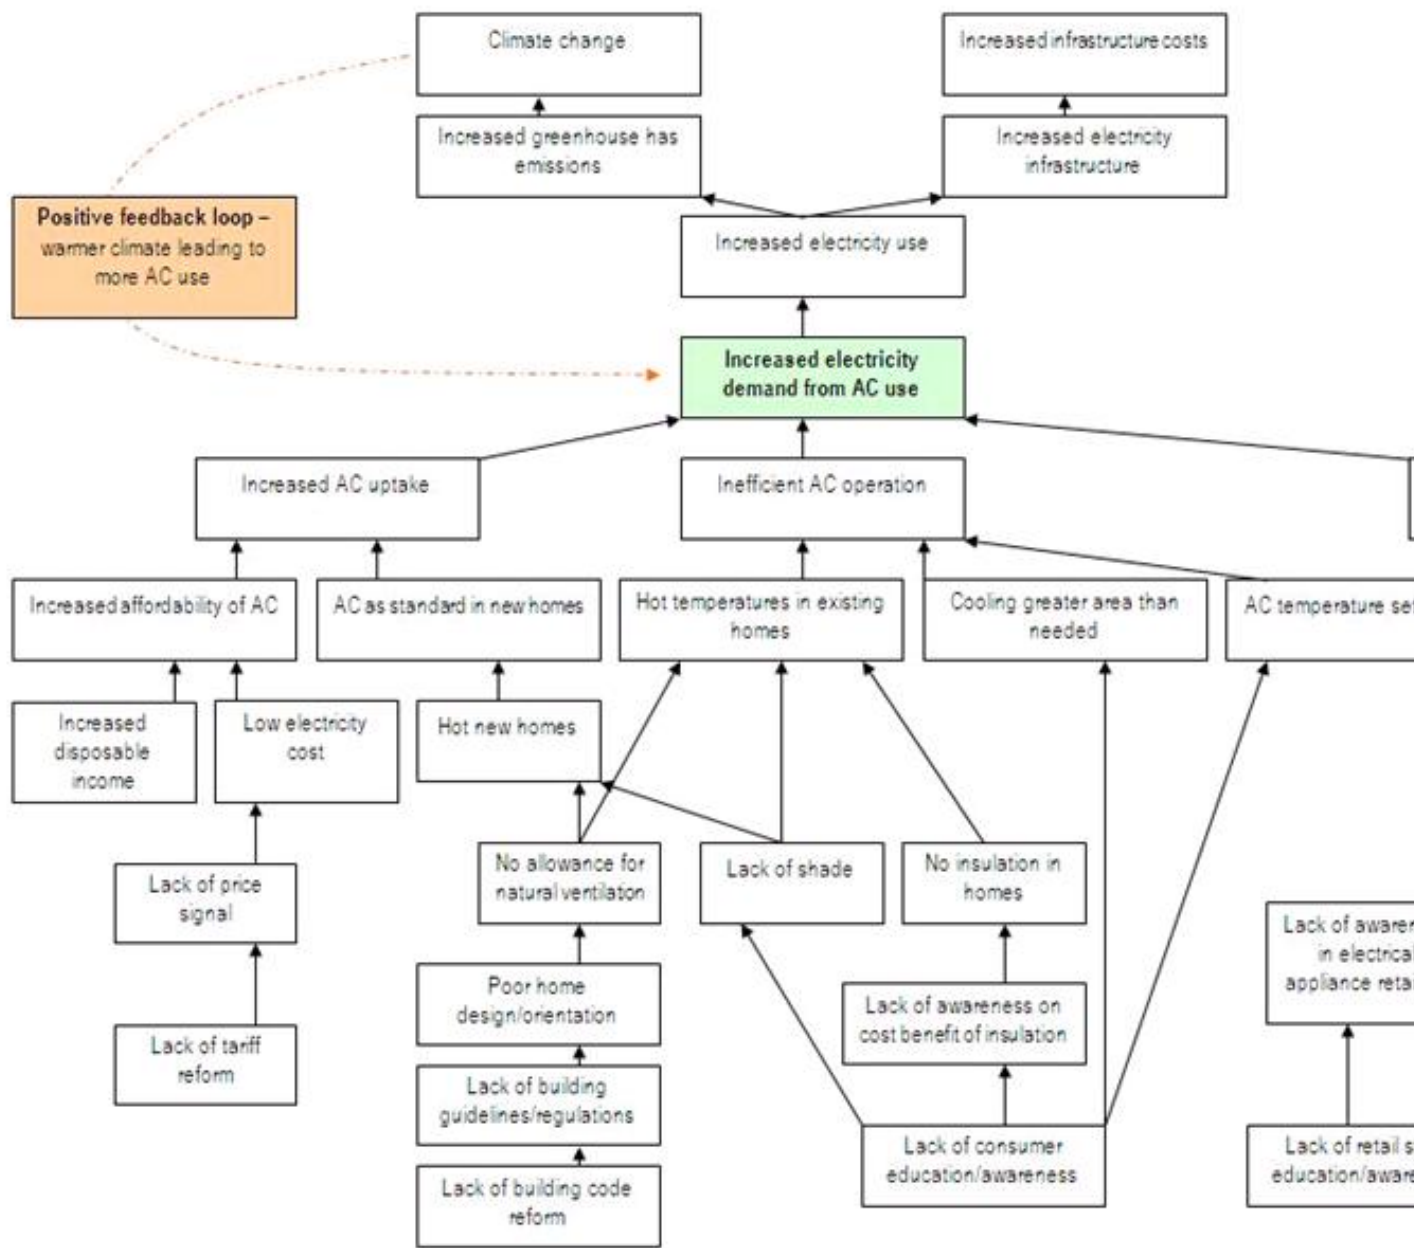 Climate change
Increased infrastructure costs
Increased greenhouse has
emissions
Increased electricity
infrastructure
Positive feedback loop –
warmer climate leading to
more AC use
Increased electricity use
Increased electricity
demand from AC use
Increased AC uptake
Inefficient AC operation
Increased affordability of AC
AC as standard in new homes
Hot temperatures in existing
homes
Cooling greater area than
needed
AC temperature set
Increased
disposable
income
Low electricity
cost
Hot new homes
Lack of price
signal
No allowance for
natural ventilation
Lack of shade
No insulation in
homes
Lack of
in electrical
appliance
Poor home
design/orientation
Lack of awareness on
cost benefit of insulation
Lack of tariff
reform
Lack of building
guidelines/regulations
Lack of consumer
education/awareness
Lack of retail
Lack of building code
reform